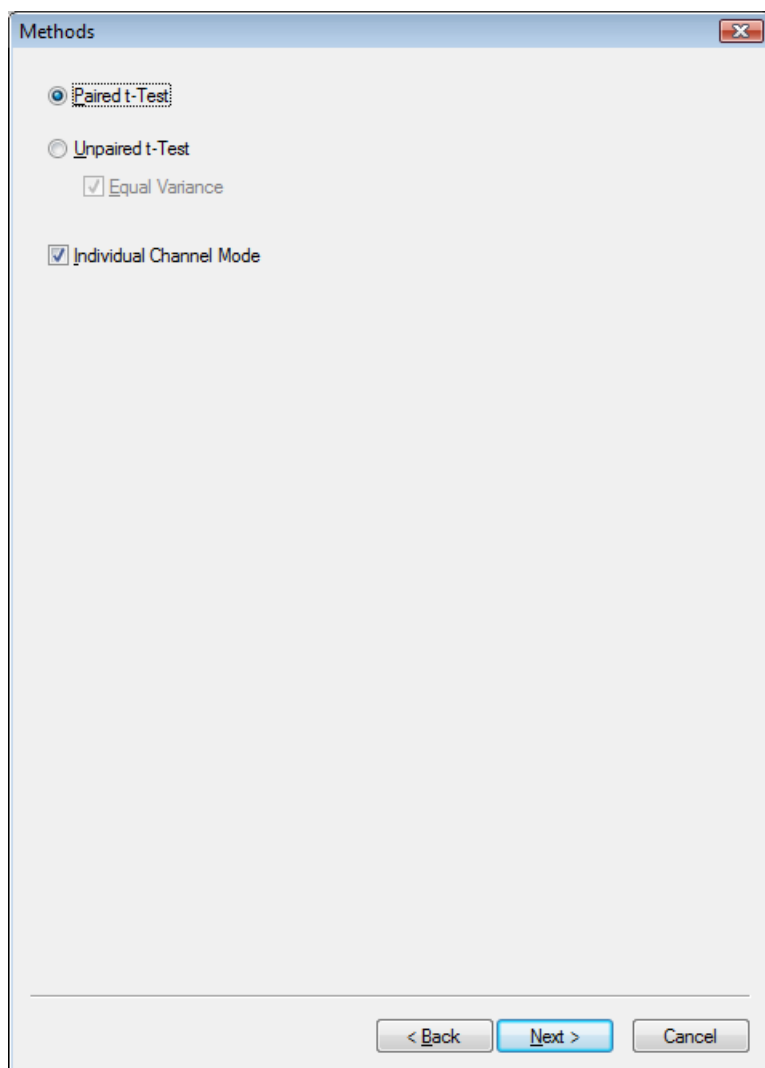 Methods
Paired t-Test
Unpaired t-Test
Equal Variance
Individual Channel Mode
< Back Next > Cancel